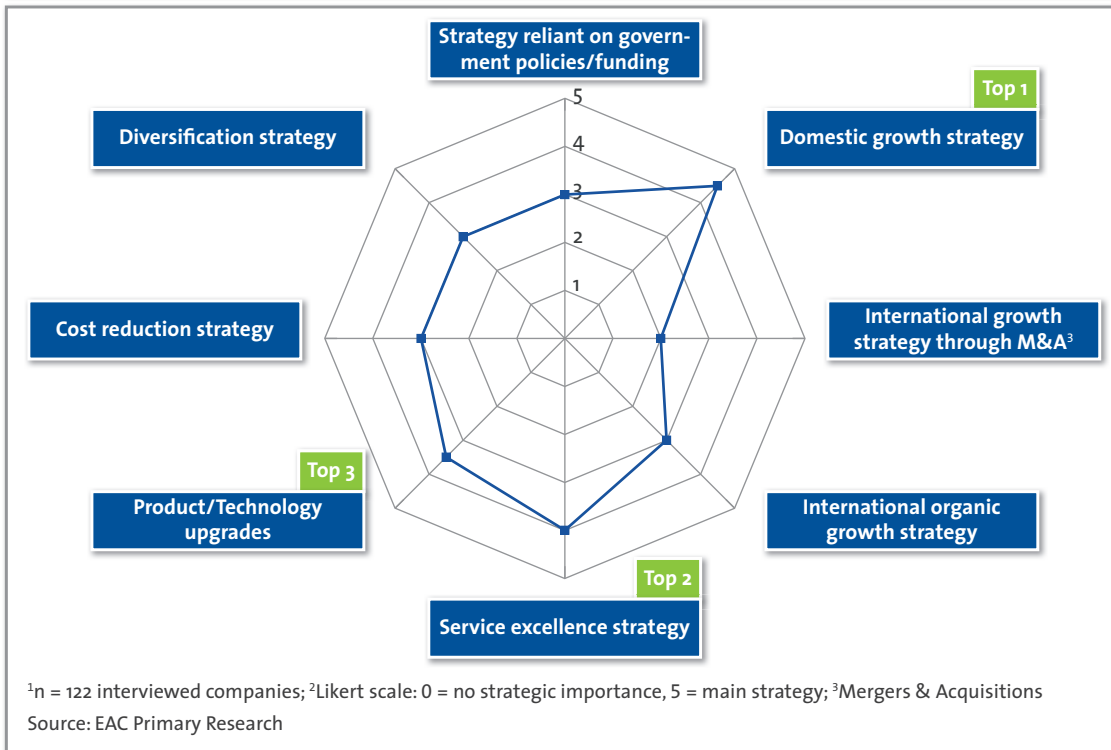 Strategy reliant on govern-
ment policies/funding
Top 1
Domestic growth strategy
Diversification strategy
5
4
3
2
1
Cost reduction strategy
International growth
strategy through M&A³
Top 3
Product/Technology
upgrades
International organic
growth strategy
Top 2
Service excellence strategy
¹n = 122 interviewed companies; ²Likert scale: 0 = no strategic importance, 5 = main strategy; ³Mergers & Acquisitions
Source: EAC Primary Research